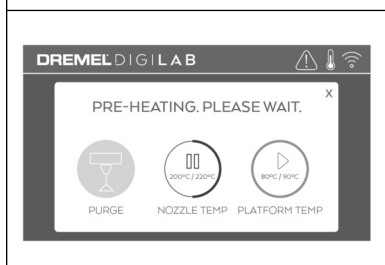 DREMEL DIGILAB
X
PRE-HEATING. PLEASE WAIT.
200°C / 220°C
80°C / 90°C
PURGE NOZZLE TEMP PLATFORM TEMP